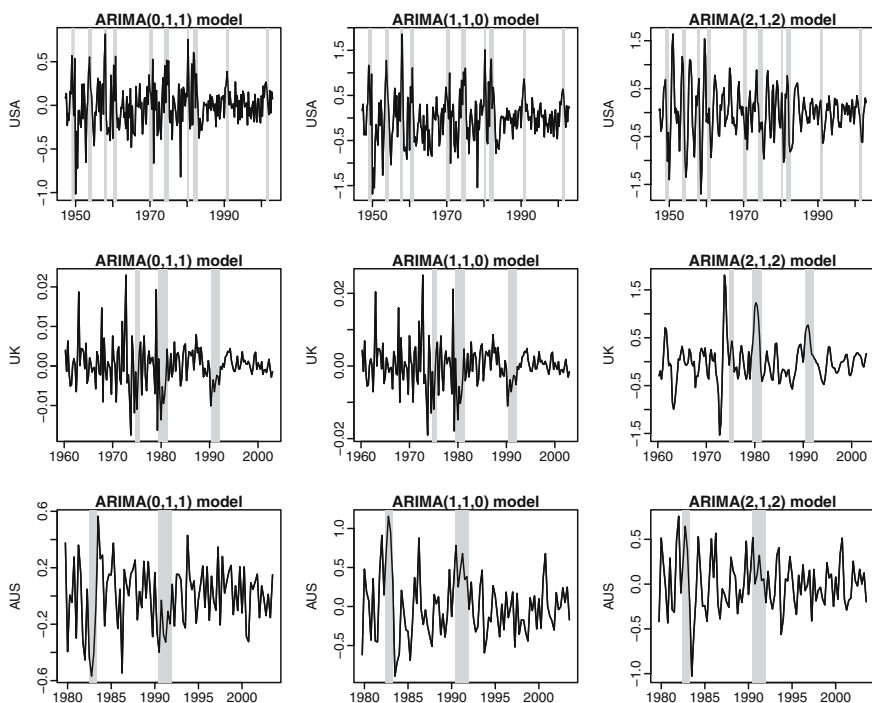 ARIMA(0,1,1) model
USA
0.5
0.0
−0.5
−1.0
1950 1970 1990
ARIMA(1,1,0) model
USA
1.5
0.5
−0.5
−1.5
1950 1970 1990
ARIMA(2,1,2) model
USA
1.5
0.5
−0.5
−1.5
1950 1970 1990
ARIMA(0,1,1) model
UK
0.02
0.01
0.00
−0.01
1960 1970 1980 1990 2000
ARIMA(1,1,0) model
UK
0.02
0.00
−0.02
1960 1970 1980 1990 2000
ARIMA(2,1,2) model
UK
1.5
0.5
−0.5
−1.5
1960 1970 1980 1990 2000
ARIMA(0,1,1) model
AUS
0.6
0.2
−0.2
−0.6
1980 1985 1990 1995 2000
ARIMA(1,1,0) model
AUS
1.0
0.5
0.0
−0.5
1980 1985 1990 1995 2000
ARIMA(2,1,2) model
AUS
0.5
0.0
−0.5
−1.0
1980 1985 1990 1995 2000